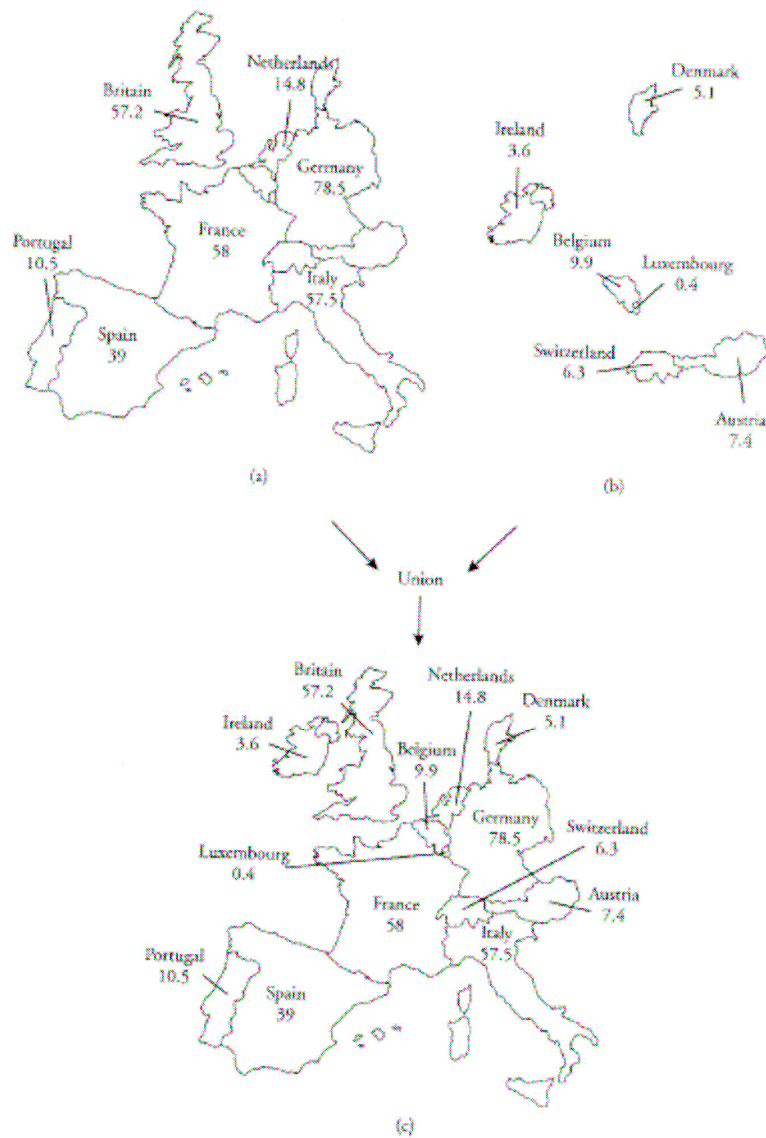 Netherlands
14.8
Britain
57.2
Germany
78.5
France
58
Portugal
10.5
Italy
57.5
Spain
39
(a)
Denmark
5.1
Ireland
3.6
Belgium
9.9
Luxembourg
0.4
Switzerland
6.3
Austria
7.4
(b)
Union
Britain
57.2
Netherlands
14.8
Denmark
5.1
Ireland
3.6
Belgium
9.9
Germany
78.5
Switzerland
6.3
Luxembourg
0.4
Austria
7.4
France
58
Italy
57.5
Portugal
10.5
Spain
39
(c)